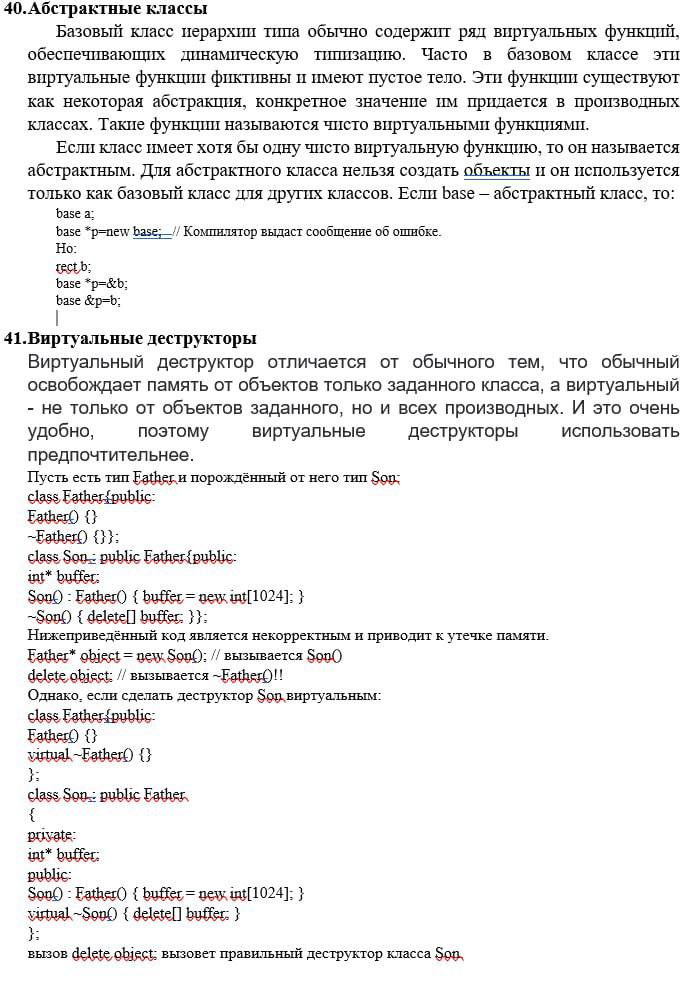 40.Абстрактные классы
Базовый класс иерархии типа обычно содержит ряд виртуальных функций,
обеспечивающих динамическую типизацию. Часто в базовом классе эти
виртуальные функции фиктивны и имеют пустое тело. Эти функции существуют
как некоторая абстракция, конкретное значение им придается в производных
классах. Такие функции называются чисто виртуальными функциями.
Если класс имеет хотя бы одну чисто виртуальную функцию, то он называется
абстрактным. Для абстрактного класса нельзя создать объекты и он используется
только как базовый класс для других классов. Если base – абстрактный класс, то:
base a;
base *p=new base; // Компилятор выдаст сообщение об ошибке.
Но:
rect b;
base *p=&b;
base &p=b;
41.Виртуальные деструкторы
Виртуальный деструктор отличается от обычного тем, что обычный
освобождает память от объектов только заданного класса, а виртуальный
- не только от объектов заданного, но и всех производных. И это очень
удобно, поэтому виртуальные деструкторы использовать
предпочтительнее.
Пусть есть тип Father и порождённый от него тип Son:
class Father{public:
Father() {}
~Father() {}};
class Son : public Father{public:
int* buffer;
Son() : Father() { buffer = new int[1024]; }
~Son() { delete[] buffer; }};
Нижеприведённый код является некорректным и приводит к утечке памяти.
Father* object = new Son(); // вызывается Son()
delete object; // вызывается ~Father()!!
Однако, если сделать деструктор Son виртуальным:
class Father{public:
Father() {}
virtual ~Father() {}
};
class Son : public Father
{
private:
int* buffer;
public:
Son() : Father() { buffer = new int[1024]; }
virtual ~Son() { delete[] buffer; }
};
вызов delete object; вызовет правильный деструктор класса Son